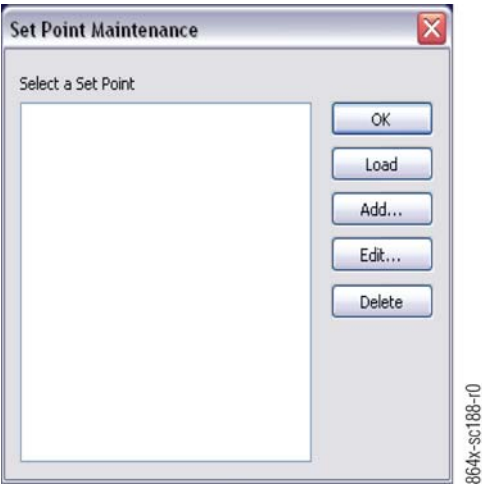 Set Point Maintenance
Select a Set Point
OK
Load
Add...
Edit...
Delete
864x-sc188-r0